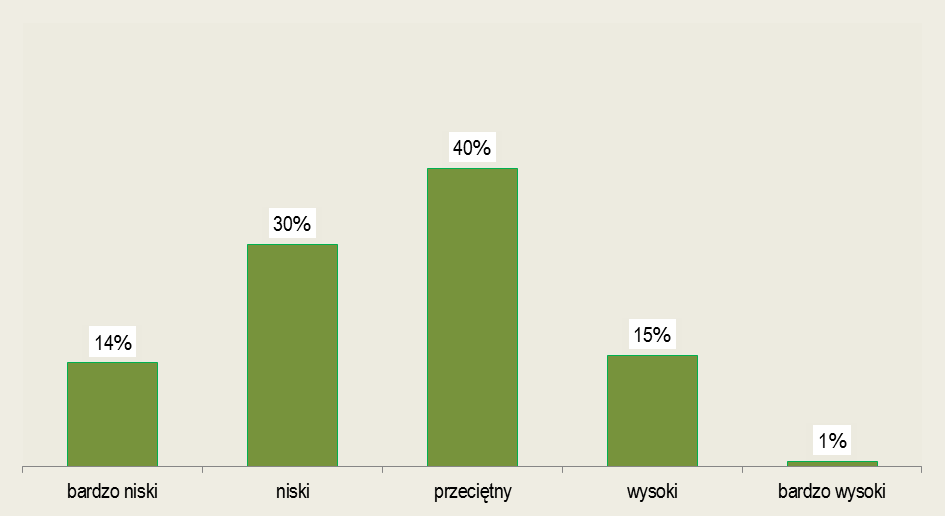 40%
30%
14%
15%
1%
bardzo niski
niski
przeciętny
wysoki
bardzo wysoki